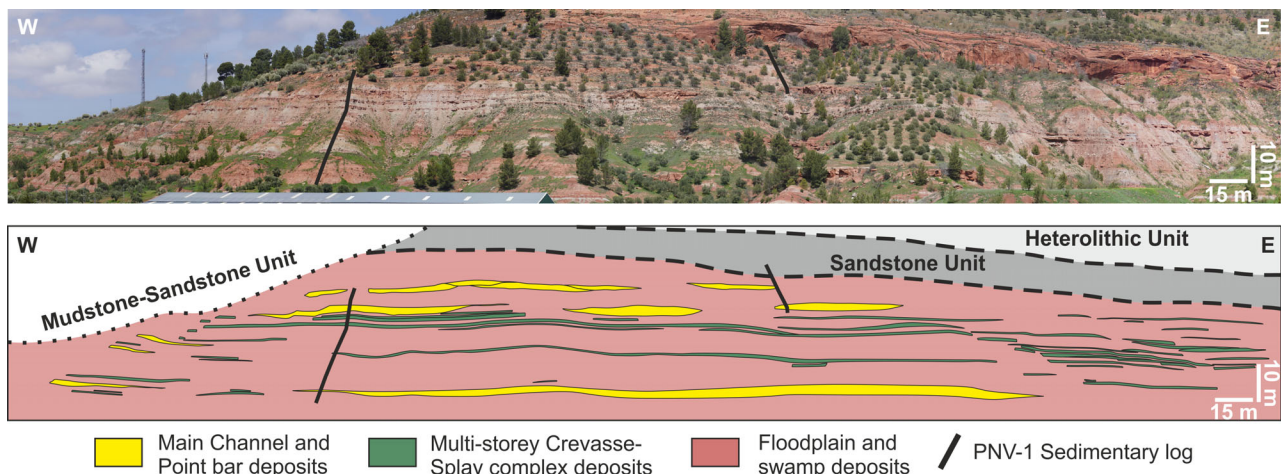 W
E
10 m
15 m
W
E
Mudstone-Sandstone Unit
Heterolithic Unit
Sandstone Unit
10 m
15 m
Main Channel and
Point bar deposits
Multi-storey Crevasse-
Splay complex deposits
Floodplain and
swamp deposits
PNV-1 Sedimentary log